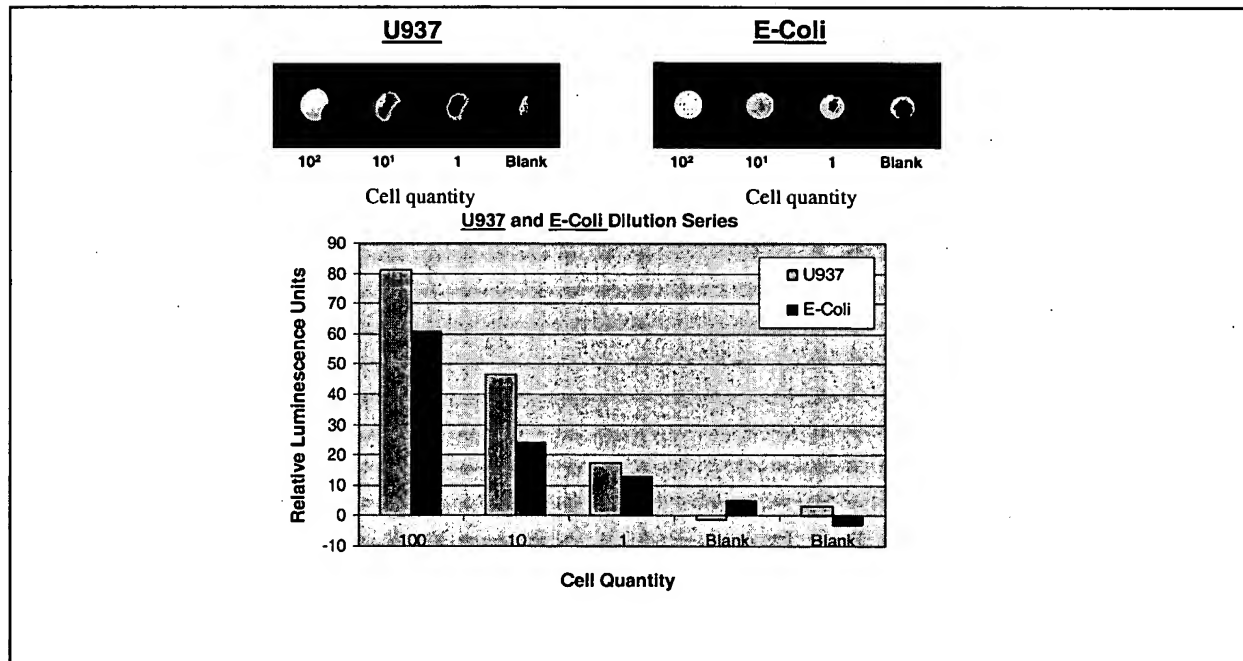 U937 E-Coli
10² 10¹ 1 Blank 10² 10¹ 1 Blank
Cell quantity Cell quantity
U937 and E-Coli Dilution Series
Relative Luminescence Units
90
80
70
60
50
40
30
20
10
0
-10
U937
E-Coli
100 10 1 Blank Blank
Cell Quantity